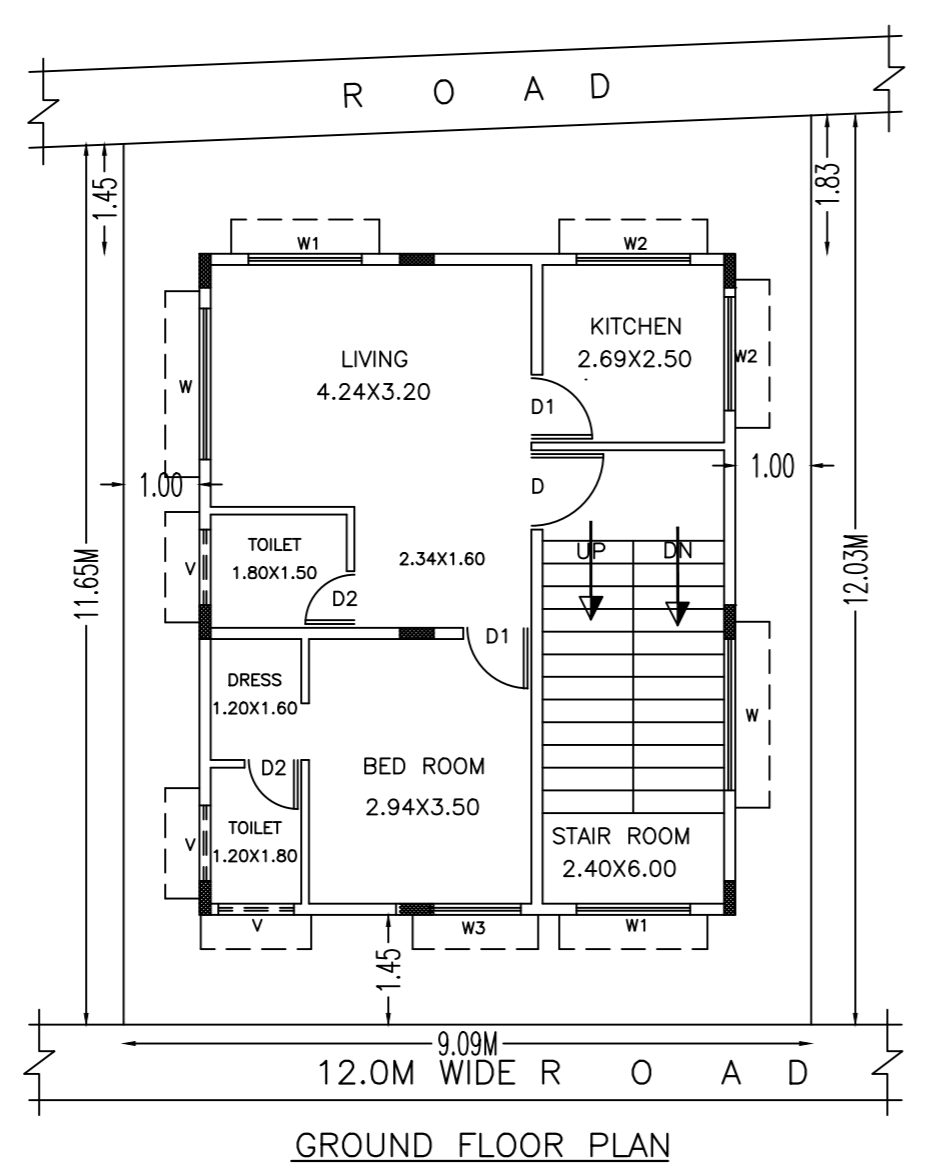 R O A D
1.45
1.83
W1
W2
LIVING
4.24X3.20
KITCHEN
2.69X2.50
W2
W
D1
1.00
1.00
D
TOILET
1.80X1.50
2.34X1.60
UP
DN
V
D2
11.65M
12.03M
D1
DRESS
1.20X1.60
W
D2
BED ROOM
2.94X3.50
TOILET
1.20X1.80
V
STAIR ROOM
2.40X6.00
V
W3
W1
1.45
9.09M
12.0M WIDE R O A D
GROUND FLOOR PLAN